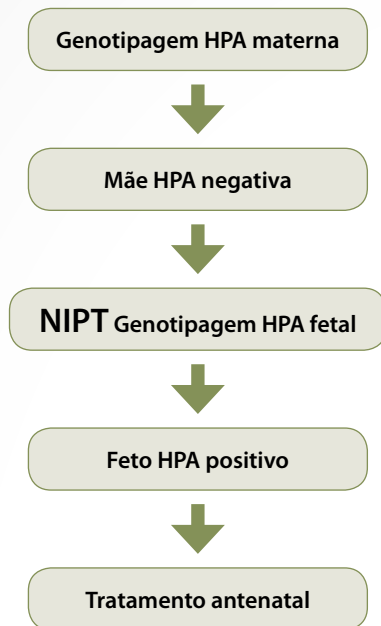 Genotipagem HPA materna
Mãe HPA negativa
NIPT Genotipagem HPA fetal
Feto HPA positivo
Tratamento antenatal